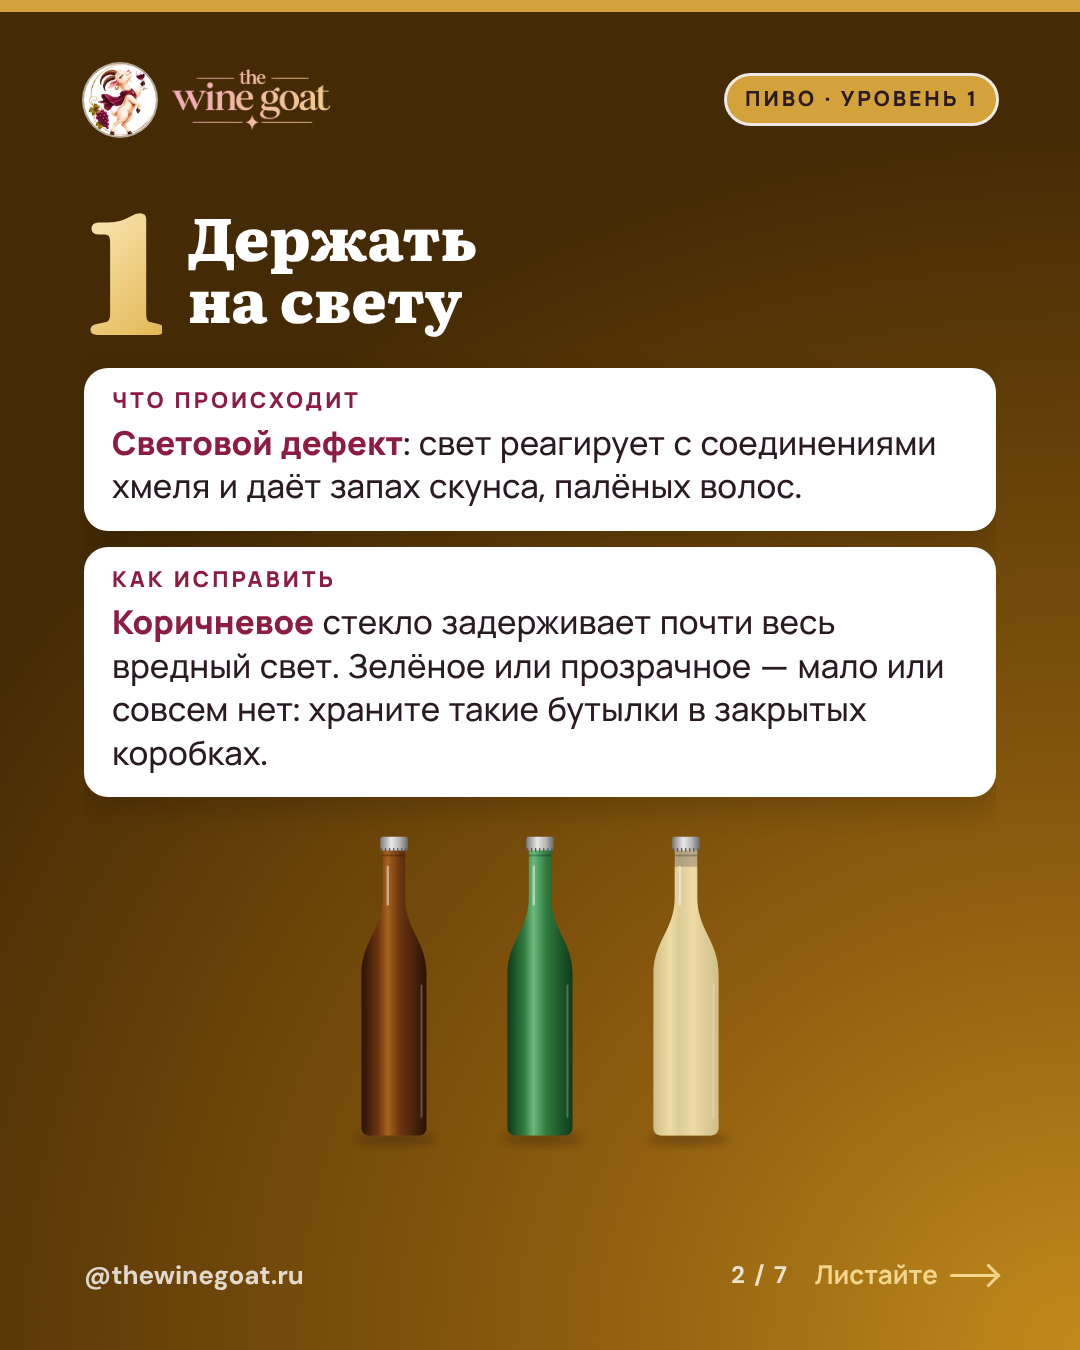 the
wine goat
ПИВО · УРОВЕНЬ 1
1
Держать
на свету
ЧТО ПРОИСХОДИТ
Световой дефект: свет реагирует с соединениями
хмеля и даёт запах скунса, палёных волос.
КАК ИСПРАВИТЬ
Коричневое стекло задерживает почти весь
вредный свет. Зелёное или прозрачное — мало или
совсем нет: храните такие бутылки в закрытых
коробках.
@thewinegoat.ru
2 / 7 Листайте